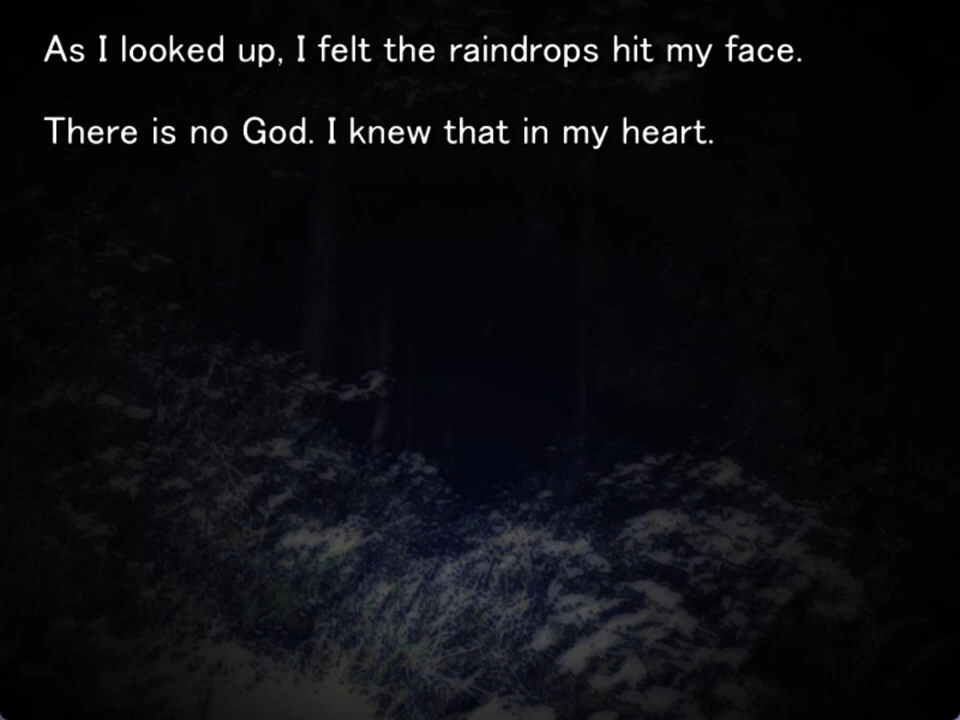 As I looked up, I felt the raindrops hit my face.
There is no God. I knew that in my heart.